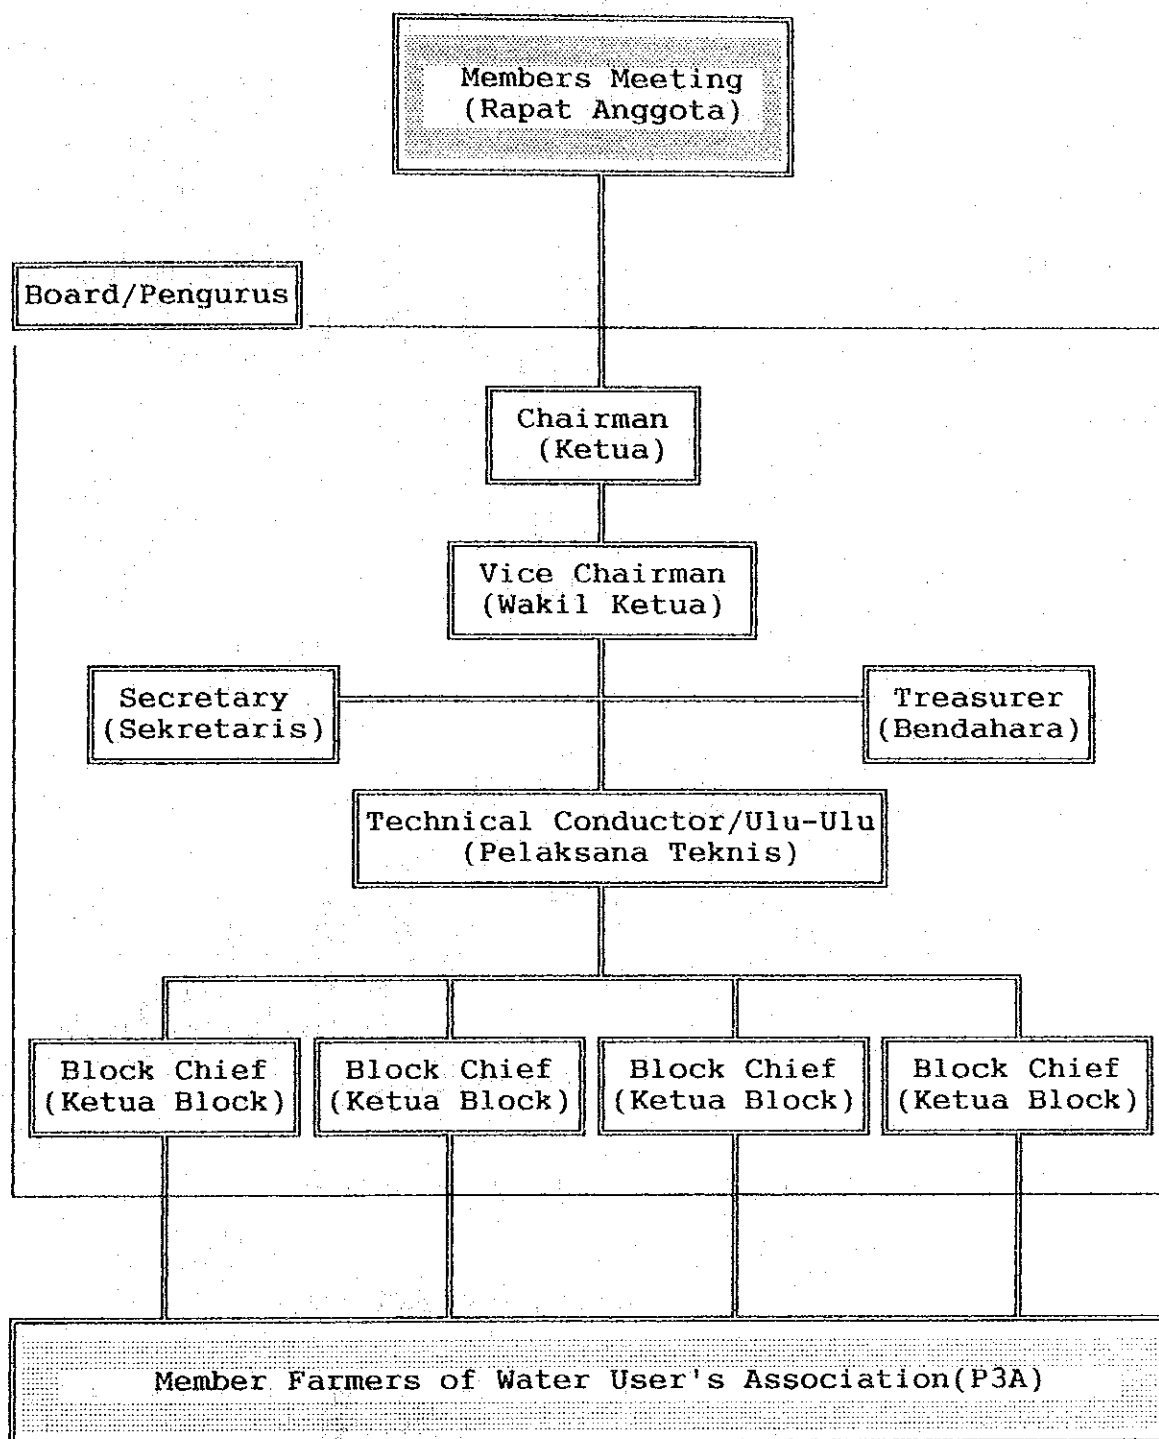 Members Meeting
(Rapat Anggota)
Board/Pengurus
Chairman
(Ketua)
Vice Chairman
(Wakil Ketua)
Secretary
(Sekretaris)
Treasurer
(Bendahara)
Technical Conductor/Ulu-Ulu
(Pelaksana Teknis)
Block Chief
(Ketua Block)
Block Chief
(Ketua Block)
Block Chief
(Ketua Block)
Block Chief
(Ketua Block)
Member Farmers of Water User's Association(P3A)